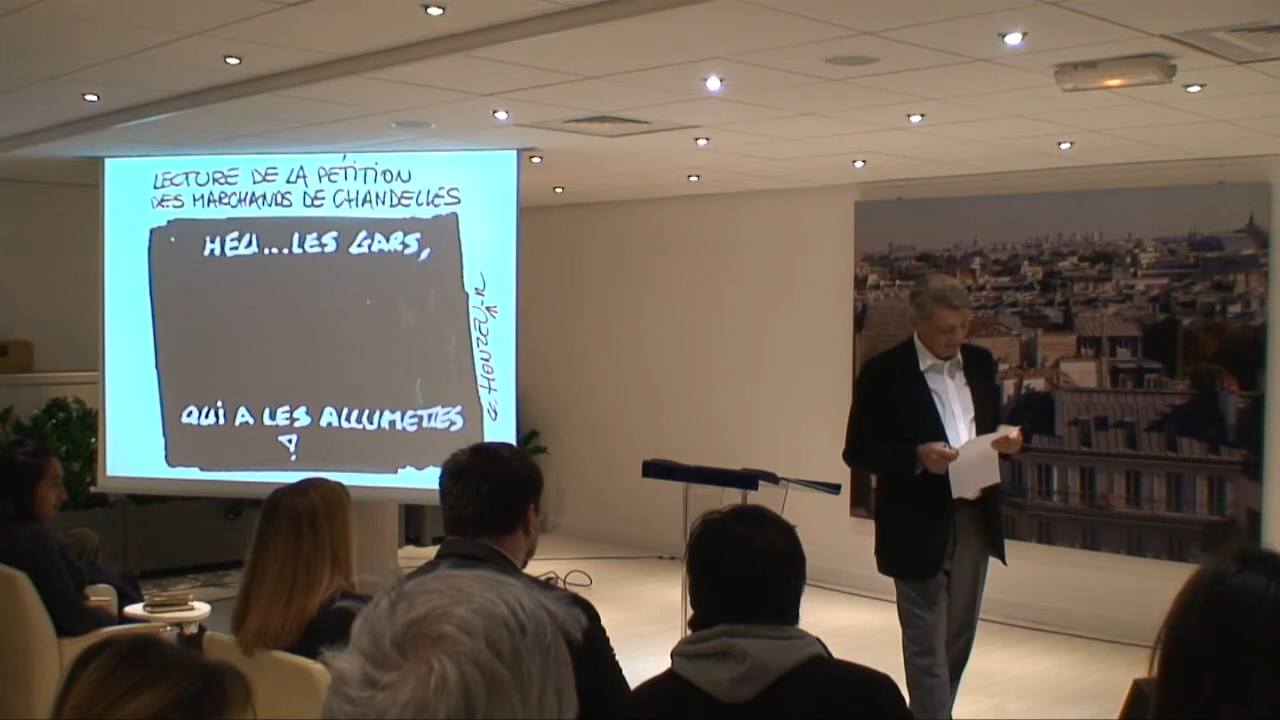 LECTURE DE LA PETITION
DES MARCHANDS DE CHANDELLES
HEU...LES GARS,
QUI A LES ALLUMETTES
?